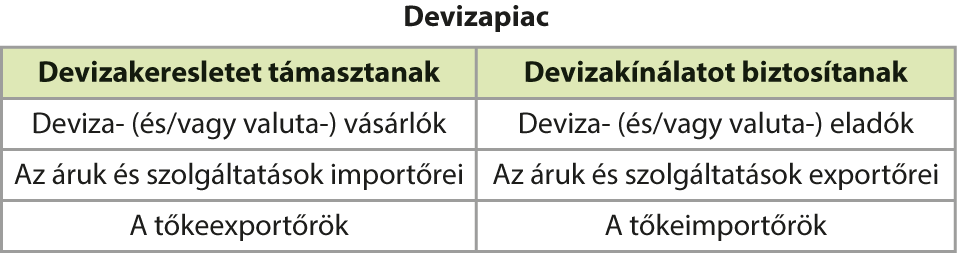 Devizapiac
Devizakeresletet támasztanak
Devizakínálatot biztosítanak
Deviza- (és/vagy valuta-) vásárlók
Deviza- (és/vagy valuta-) eladók
Az áruk és szolgáltatások importőrei
Az áruk és szolgáltatások exportőrei
A tőkeexportőrök
A tőkeimportőrök